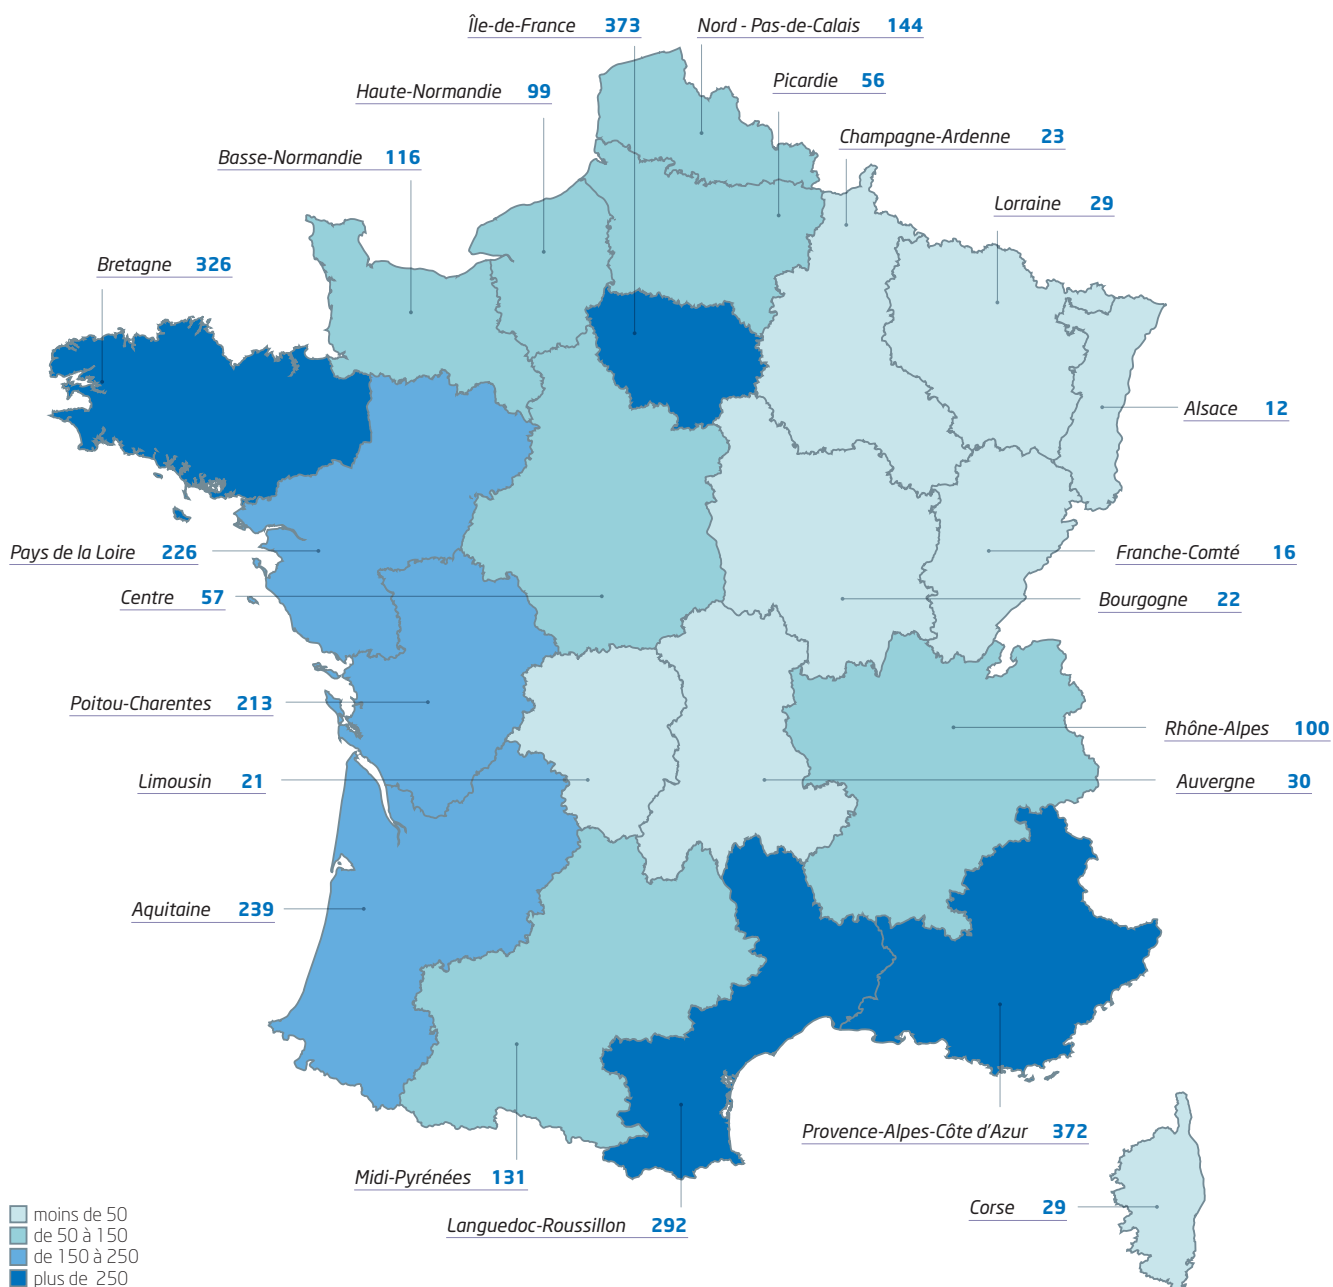 Île-de-France 373
Nord - Pas-de-Calais 144
Picardie 56
Haute-Normandie 99
Champagne-Ardenne 23
Basse-Normandie 116
Lorraine 29
Bretagne 326
Alsace 12
Pays de la Loire 226
Franche-Comté 16
Centre 57
Bourgogne 22
Poitou-Charentes 213
Rhône-Alpes 100
Limousin 21
Auvergne 30
Aquitaine 239
Provence-Alpes-Côte d'Azur 372
Midi-Pyrénées 131
Corse 29
Languedoc-Roussillon 292
moins de 50
de 50 à 150
de 150 à 250
plus de 250